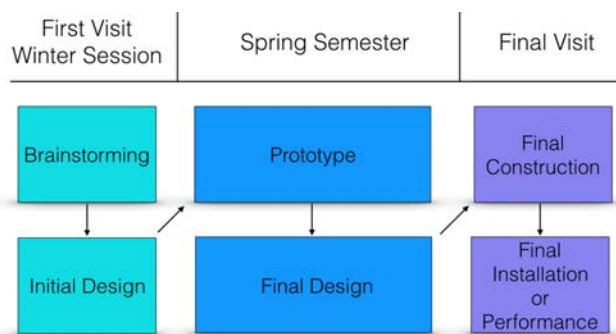 First Visit
Winter Session
Spring Semester
Final Visit
Brainstorming
Prototype
Final
Construction
Initial Design
Final Design
Final
Installation
or
Performance